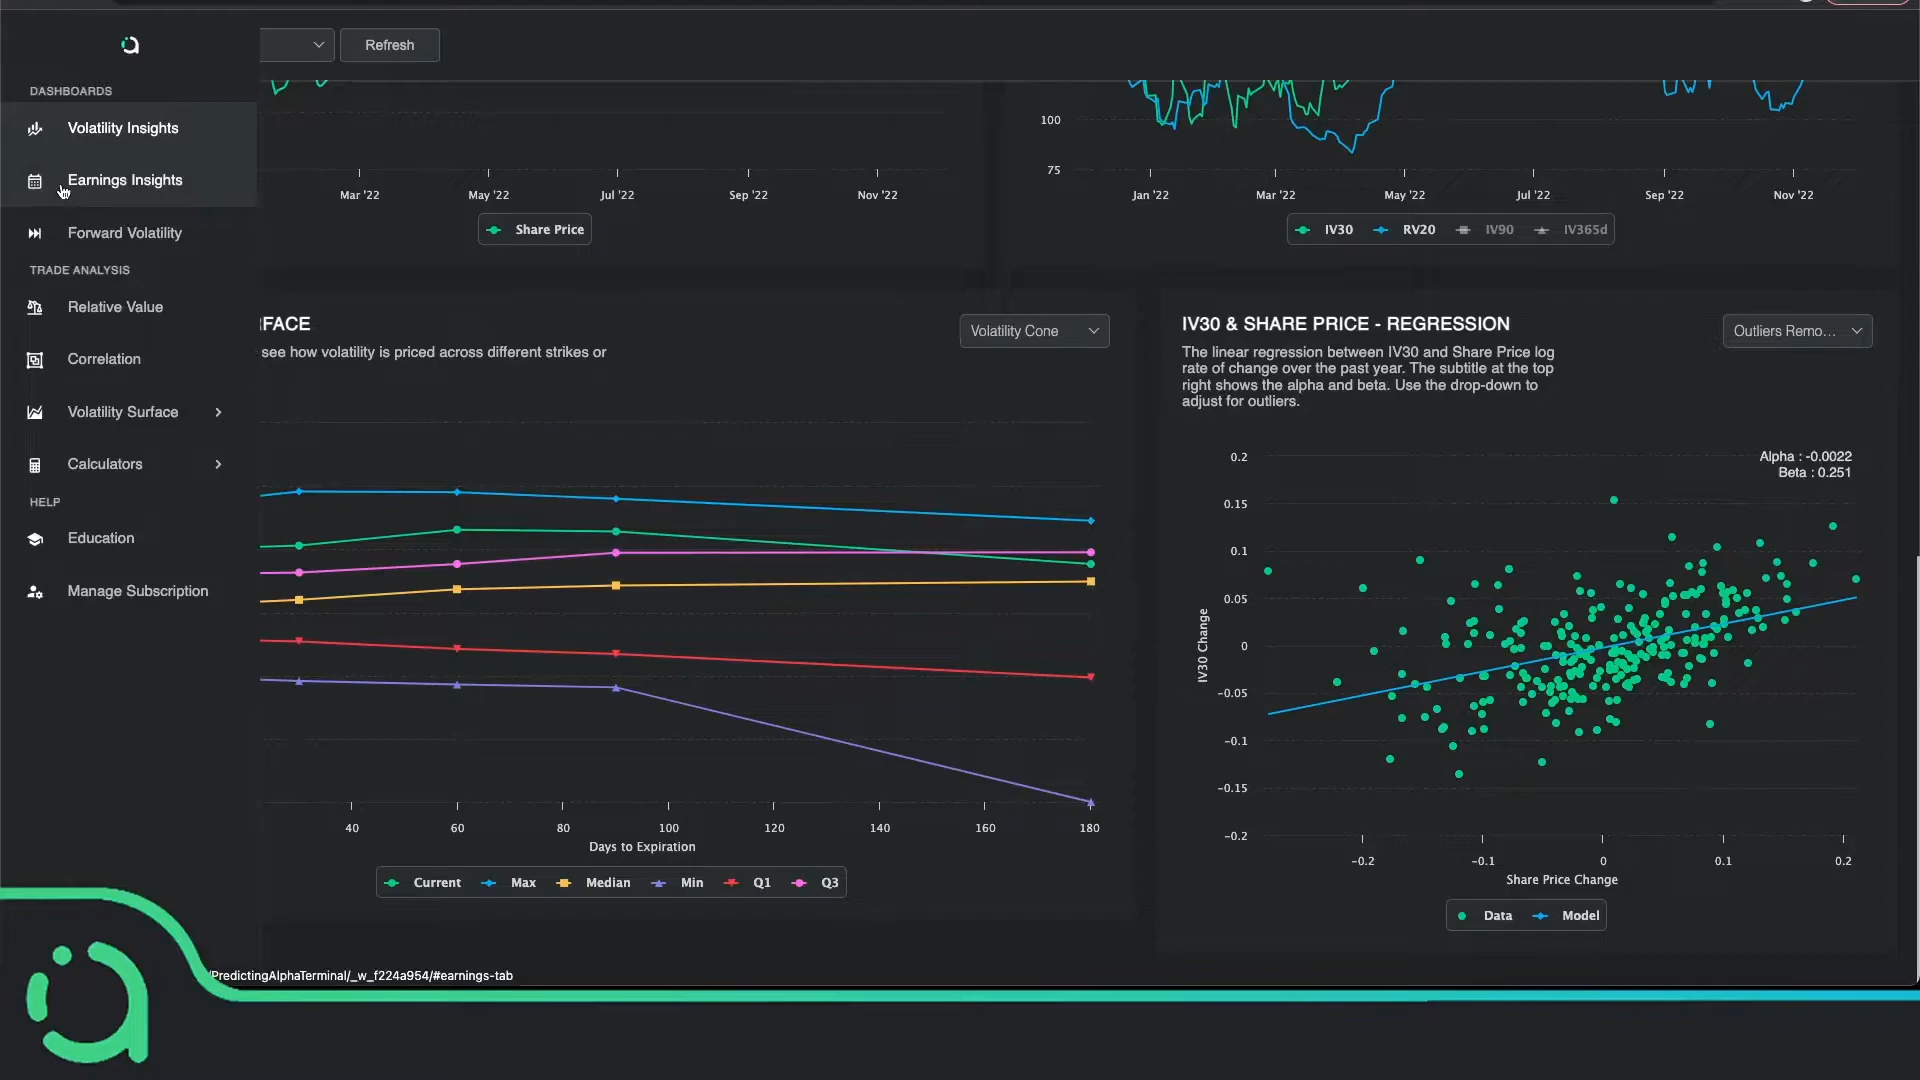 Refresh
DASHBOARDS
Volatility Insights
Earnings Insights
Forward Volatility
TRADE ANALYSIS
Relative Value
Correlation
Volatility Surface
Calculators
HELP
Education
Manage Subscription
Mar '22 May '22 Jul '22 Sep '22 Nov '22
Share Price
100
75
Jan '22 Mar '22 May '22 Jul '22 Sep '22 Nov '22
IV30 RV20 IV90 IV365d
FACE
see how volatility is priced across different strikes or
Volatility Cone
40 60 80 100 120 140 160 180
Days to Expiration
Current Max Median Min Q1 Q3
IV30 & SHARE PRICE - REGRESSION
Outliers Remo...
The linear regression between IV30 and Share Price log
rate of change over the past year. The subtitle at the top
right shows the alpha and beta. Use the drop-down to
adjust for outliers.
Alpha : -0.0022
Beta : 0.251
0.2
0.15
0.1
0.05
0
-0.05
-0.1
-0.15
-0.2
IV30 Change
-0.2 -0.1 0 0.1 0.2
Share Price Change
Data Model
/PredictingAlphaTerminal/_w_f224a954/#earnings-tab